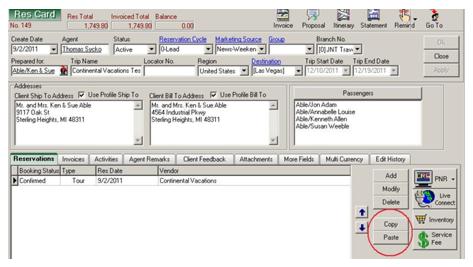 Res Card
Res Total Invoiced Total Balance
No. 149 1,749.80 1,749.80 0.00
Invoice Proposal Itinerary Statement Remind Go To
Create Date Agent Status Reservation Cycle Marketing Source Group Branch No.
9/2/2011 Thomas Sycko Active 0-Lead News-Weeken [0]JNT Trav
Ok
Close
Apply
Prepared for: Trip Name Locator No. Region Destination Trip Start Date Trip End Date
Able/Ken & Sue Continental Vacations Tes United States [Las Vegas] 12/10/2011 12/19/2011
Addresses
Client Ship To Address Use Profile Ship To
Mr. and Mrs. Ken & Sue Able
9117 Oak St
Sterling Heights, MI 48311
Client Bill To Address Use Profile Bill To
Mr. and Mrs. Ken & Sue Able
4564 Industrial Pkwy
Sterling Heights, MI 48311
Passengers
Able/Jon Adam
Able/Annabelle Louise
Able/Kenneth Allen
Able/Susan Weeble
Reservations Invoices Activities Agent Remarks Client Feedback Attachments More Fields Multi Currency Edit History
Booking Status Type Res Date Vendor
Confirmed Tour 9/2/2011 Continental Vacations
Add
Modify
Delete
Copy
Paste
PNR
Live Connect
Inventory
Service Fee